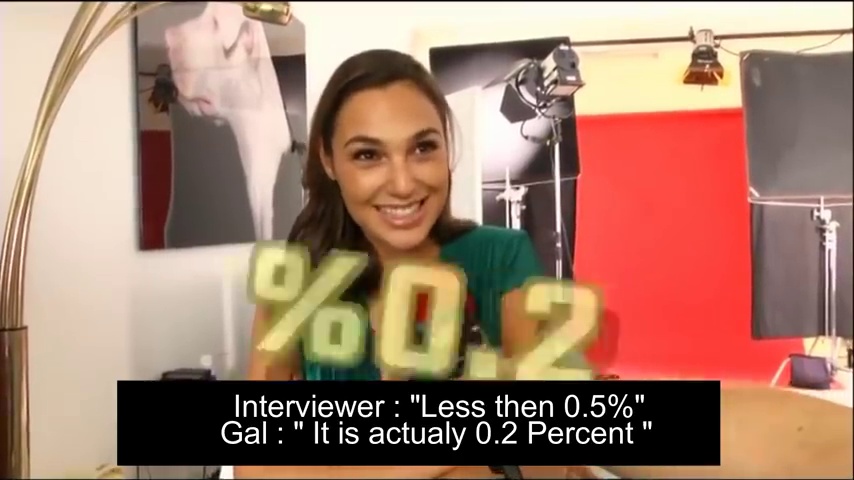 %0.2
Interviewer : "Less then 0.5%"
Gal : " It is actualy 0.2 Percent "